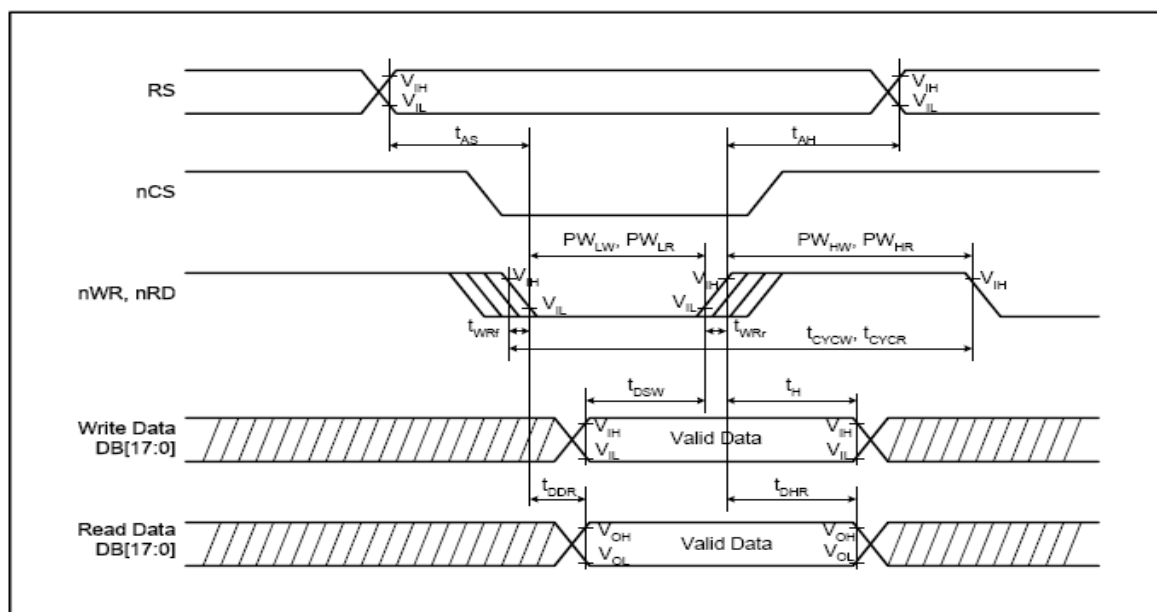 RS
V_IH
V_IL
V_IH
V_IL
t_AS
t_AH
nCS
PW_LW, PW_LR
PW_HW, PW_HR
nWR, nRD
V_IH
V_IL
V_IH
V_IL
V_IH
t_WRf
t_WRr
t_CYCW, t_CYCR
t_DSW
t_H
Write Data
DB[17:0]
V_IH
V_IL
Valid Data
V_IH
V_IL
t_DDR
t_DHR
Read Data
DB[17:0]
V_OH
V_OL
Valid Data
V_OH
V_OL